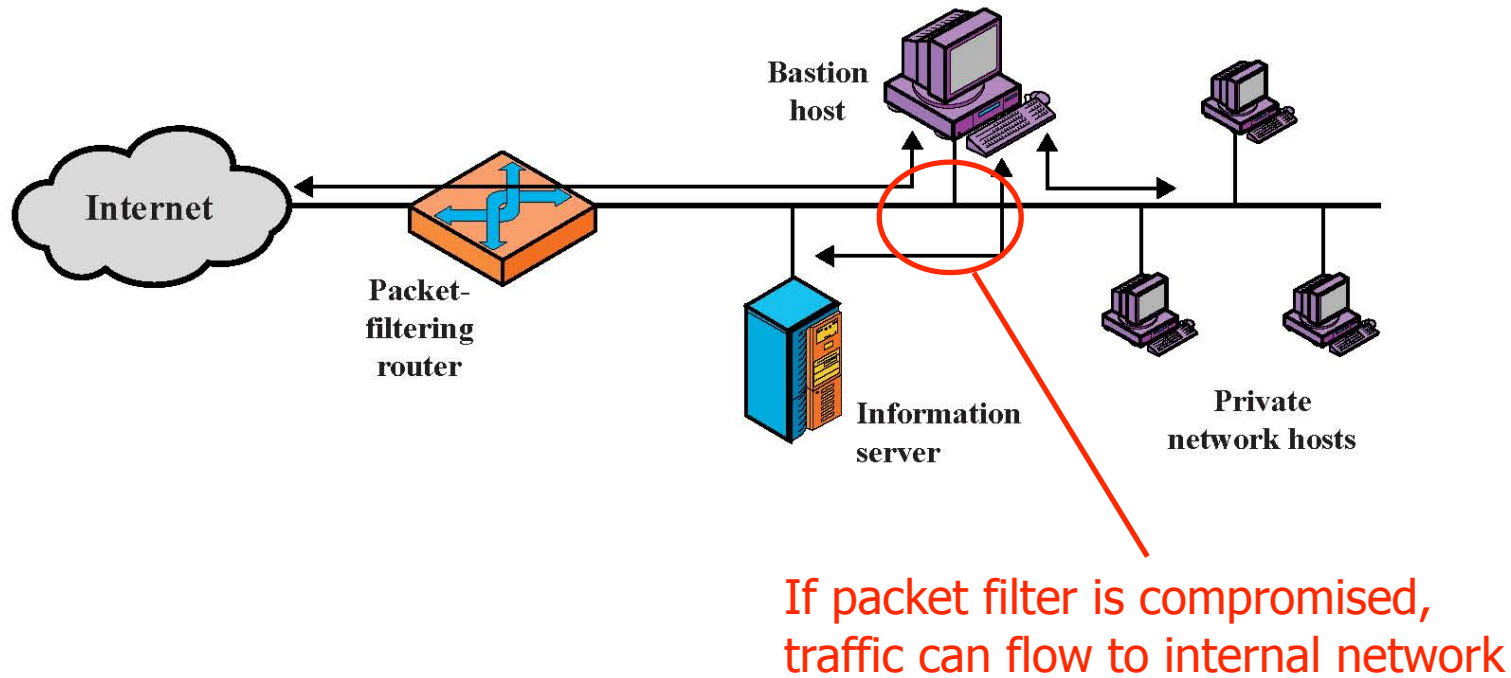 Bastion
host
Internet
Packet-
filtering
router
Information
server
Private
network hosts
If packet filter is compromised,
traffic can flow to internal network